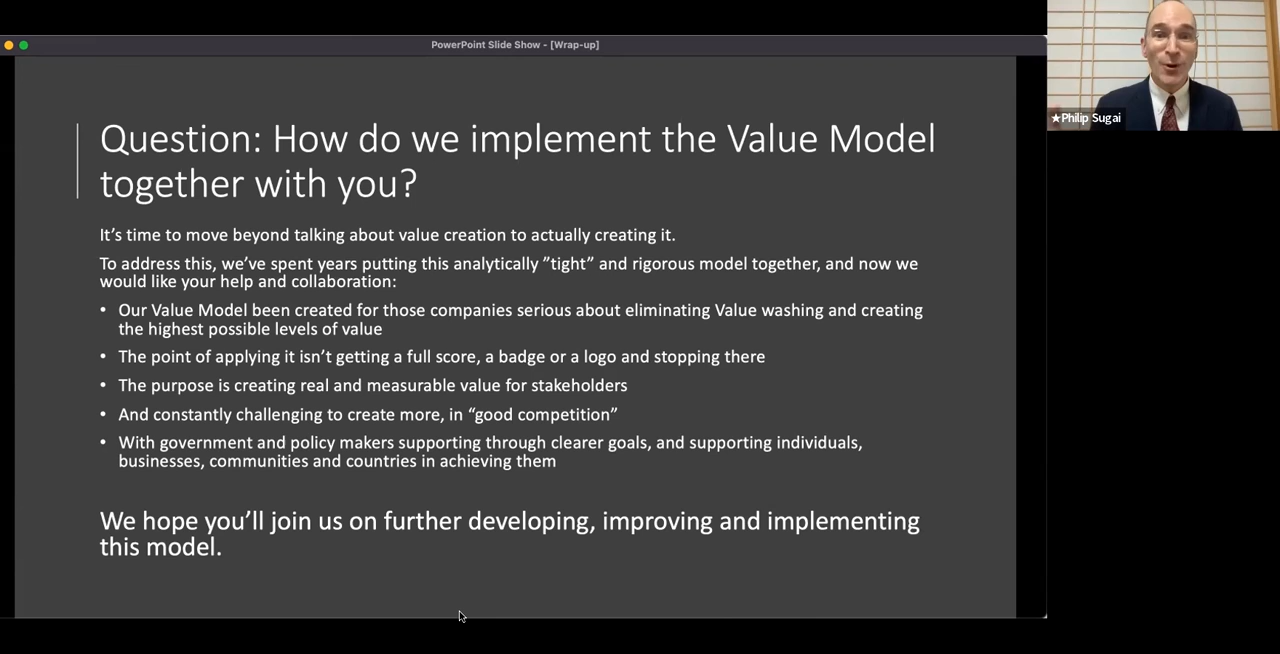 PowerPoint Slide Show - [Wrap-up]
★Philip Sugai
Question: How do we implement the Value Model
together with you?
It's time to move beyond talking about value creation to actually creating it.
To address this, we've spent years putting this analytically ”tight” and rigorous model together, and now we
would like your help and collaboration:
• Our Value Model been created for those companies serious about eliminating Value washing and creating
the highest possible levels of value
• The point of applying it isn't getting a full score, a badge or a logo and stopping there
• The purpose is creating real and measurable value for stakeholders
• And constantly challenging to create more, in “good competition”
• With government and policy makers supporting through clearer goals, and supporting individuals,
businesses, communities and countries in achieving them
We hope you'll join us on further developing, improving and implementing
this model.